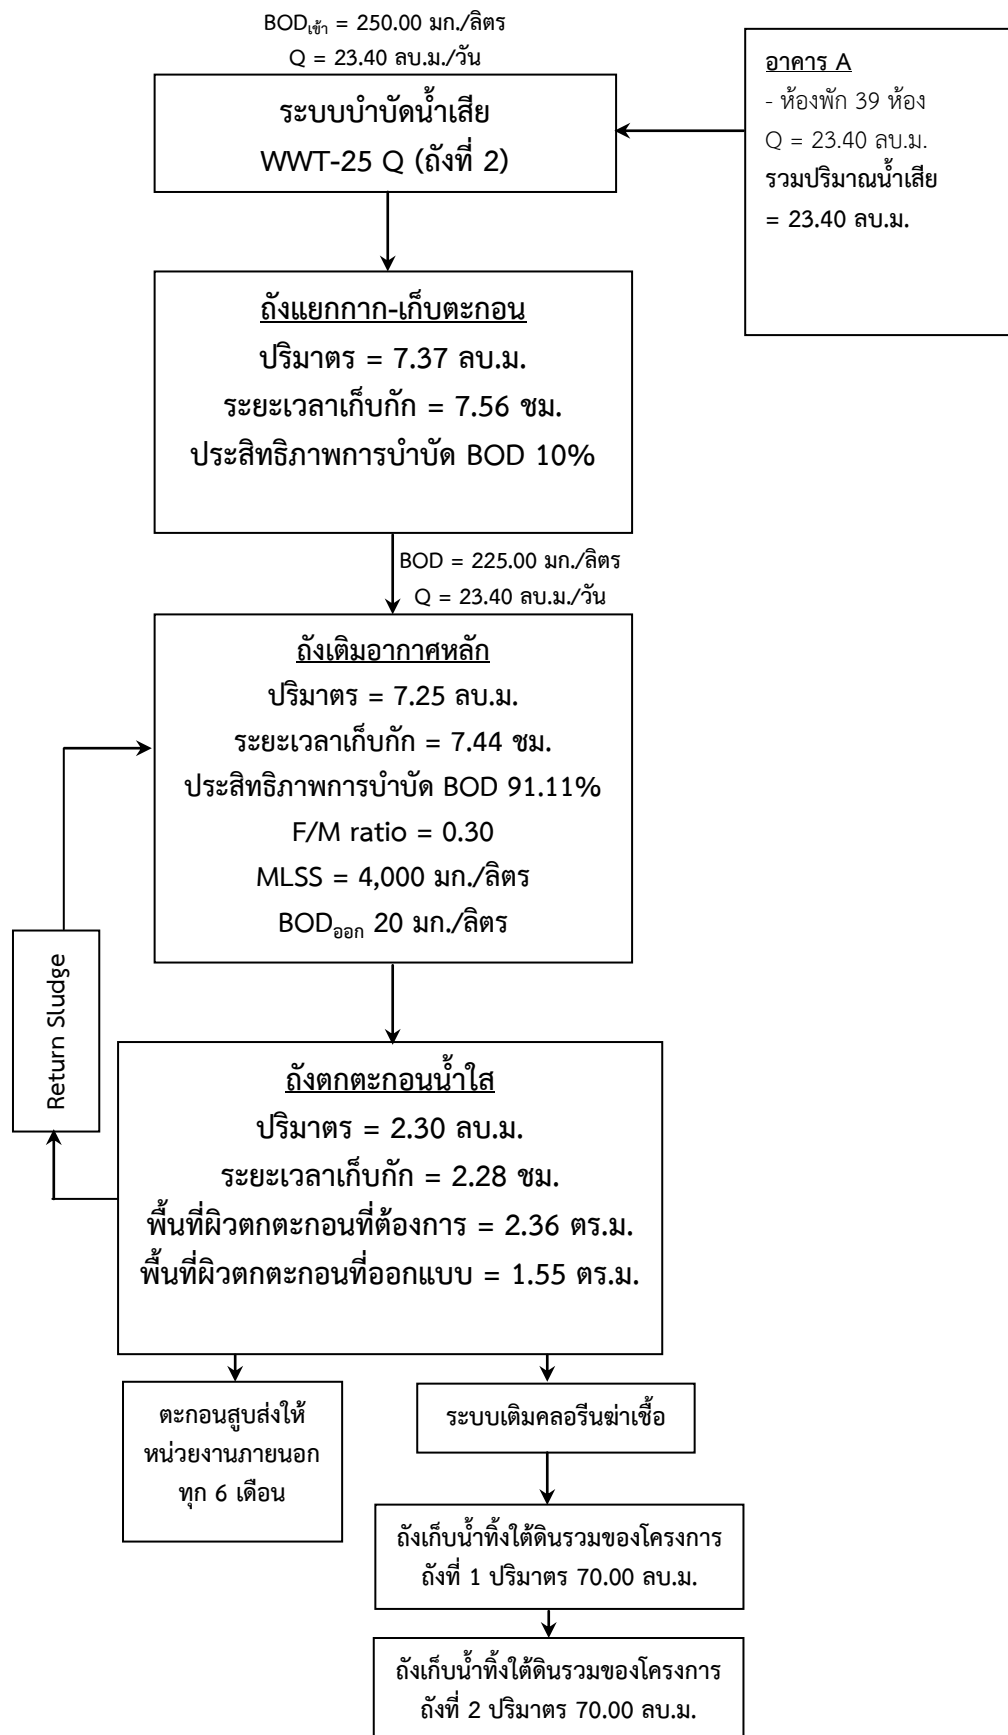 BODเข้า = 250.00 มก./ลิตร
Q = 23.40 ลบ.ม./วัน
ระบบบำบัดน้ำเสีย
WWT-25 Q (ถังที่ 2)
อาคาร A
- ห้องพัก 39 ห้อง
Q = 23.40 ลบ.ม.
รวมปริมาณน้ำเสีย
= 23.40 ลบ.ม.
ถังแยกกาก-เก็บตะกอน
ปริมาตร = 7.37 ลบ.ม.
ระยะเวลาเก็บกัก = 7.56 ชม.
ประสิทธิภาพการบำบัด BOD 10%
BOD = 225.00 มก./ลิตร
Q = 23.40 ลบ.ม./วัน
ถังเติมอากาศหลัก
ปริมาตร = 7.25 ลบ.ม.
ระยะเวลาเก็บกัก = 7.44 ชม.
ประสิทธิภาพการบำบัด BOD 91.11%
F/M ratio = 0.30
MLSS = 4,000 มก./ลิตร
BODออก 20 มก./ลิตร
Return Sludge
ถังตกตะกอนน้ำใส
ปริมาตร = 2.30 ลบ.ม.
ระยะเวลาเก็บกัก = 2.28 ชม.
พื้นที่ผิวตกตะกอนที่ต้องการ = 2.36 ตร.ม.
พื้นที่ผิวตกตะกอนที่ออกแบบ = 1.55 ตร.ม.
ตะกอนสูบส่งให้
หน่วยงานภายนอก
ทุก 6 เดือน
ระบบเติมคลอรีนฆ่าเชื้อ
ถังเก็บน้ำทิ้งใต้ดินรวมของโครงการ
ถังที่ 1 ปริมาตร 70.00 ลบ.ม.
ถังเก็บน้ำทิ้งใต้ดินรวมของโครงการ
ถังที่ 2 ปริมาตร 70.00 ลบ.ม.